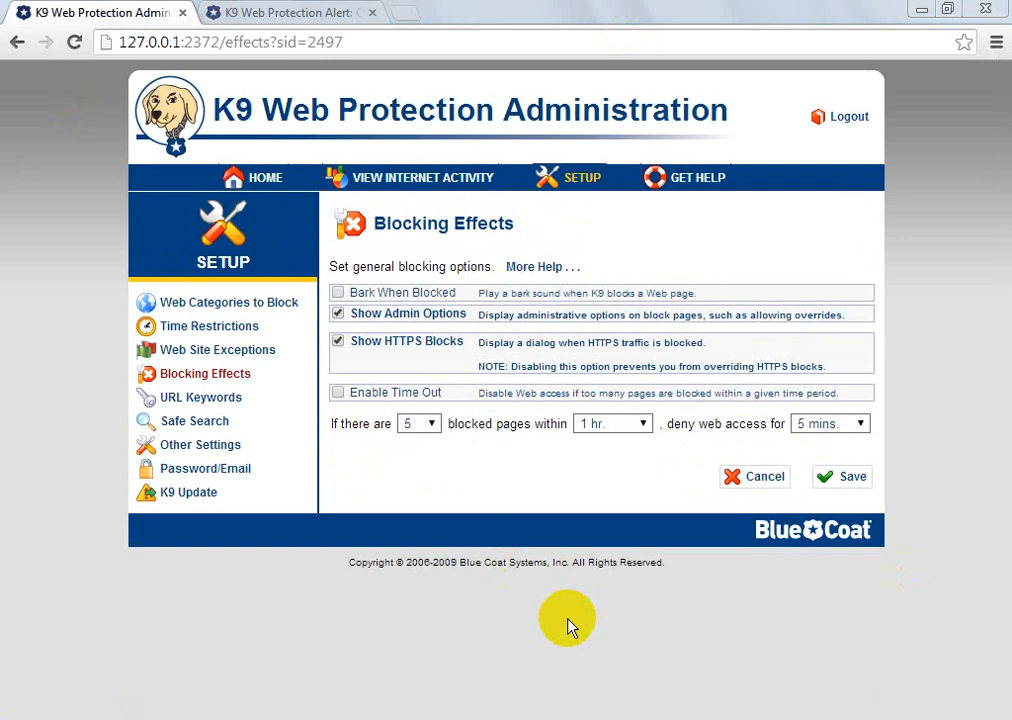 K9 Web Protection Admin
K9 Web Protection Alert:
127.0.0.1:2372/effects?sid=2497
K9 Web Protection Administration
Logout
HOME
VIEW INTERNET ACTIVITY
SETUP
GET HELP
SETUP
Web Categories to Block
Time Restrictions
Web Site Exceptions
Blocking Effects
URL Keywords
Safe Search
Other Settings
Password/Email
K9 Update
Blocking Effects
Set general blocking options. More Help . . .
Bark When Blocked Play a bark sound when K9 blocks a Web page.
Show Admin Options Display administrative options on block pages, such as allowing overrides.
Show HTTPS Blocks Display a dialog when HTTPS traffic is blocked.
NOTE: Disabling this option prevents you from overriding HTTPS blocks.
Enable Time Out Disable Web access if too many pages are blocked within a given time period.
If there are 5 blocked pages within 1 hr. , deny web access for 5 mins.
Cancel Save
Blue Coat
Copyright © 2006-2009 Blue Coat Systems, Inc. All Rights Reserved.